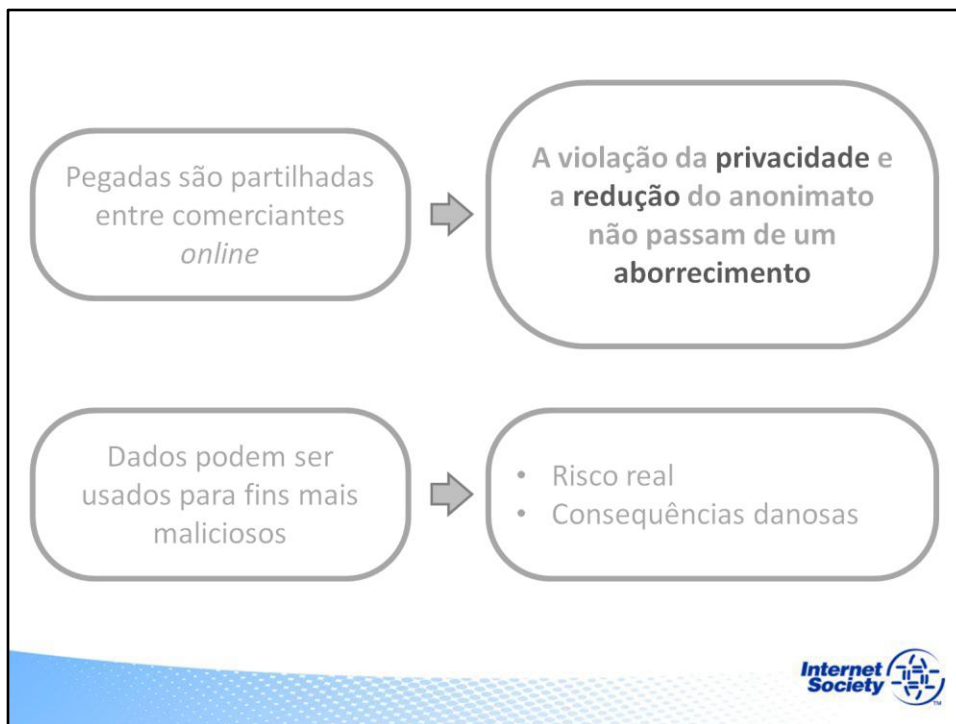 Pegadas são partilhadas
entre comerciantes
online
A violação da privacidade e
a redução do anonimato
não passam de um
aborrecimento
Dados podem ser
usados para fins mais
maliciosos
• Risco real
• Consequências danosas
Internet
Society
TM